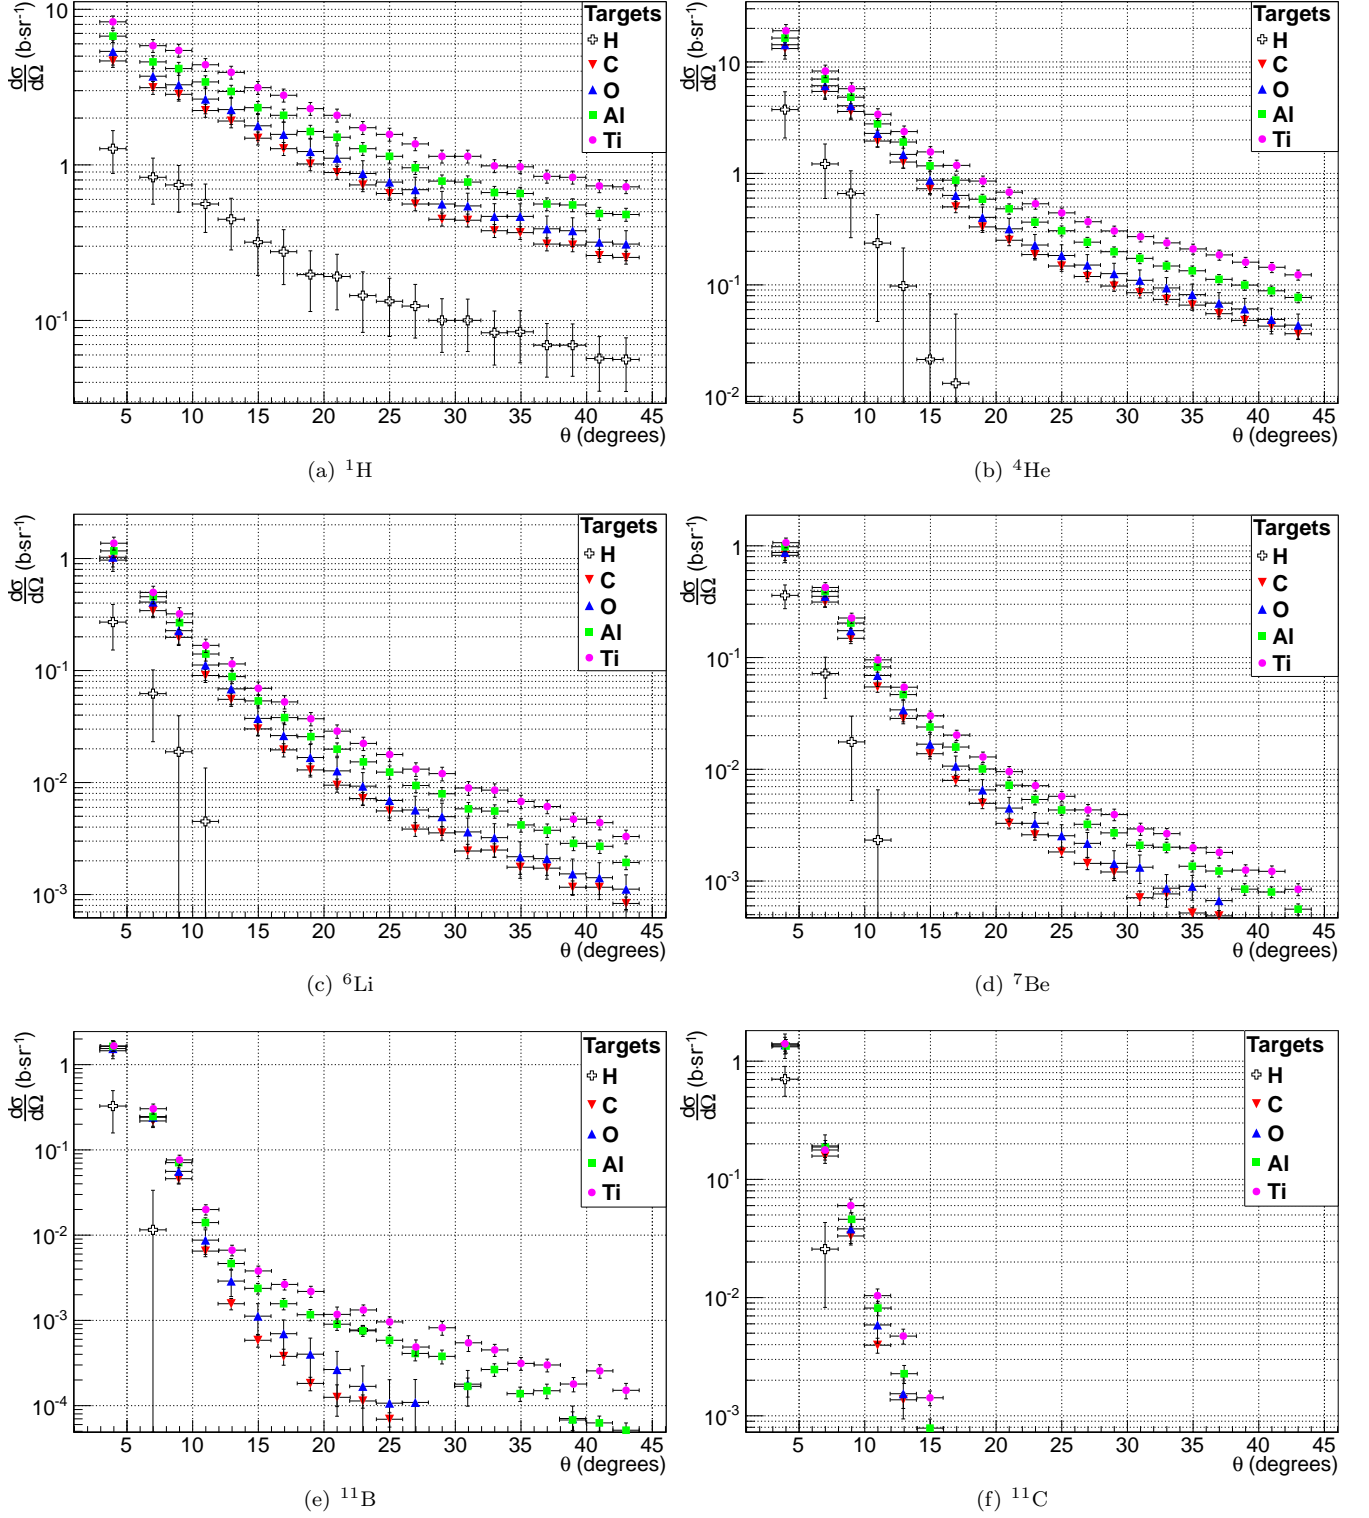 dσ/dΩ (b·sr⁻¹)
10
1
10⁻¹
Targets
H
C
O
Al
Ti
5 10 15 20 25 30 35 40 45
θ (degrees)
(a) ¹H
dσ/dΩ (b·sr⁻¹)
10
1
10⁻¹
10⁻²
Targets
H
C
O
Al
Ti
5 10 15 20 25 30 35 40 45
θ (degrees)
(b) ⁴He
dσ/dΩ (b·sr⁻¹)
1
10⁻¹
10⁻²
10⁻³
Targets
H
C
O
Al
Ti
5 10 15 20 25 30 35 40 45
θ (degrees)
(c) ⁶Li
dσ/dΩ (b·sr⁻¹)
1
10⁻¹
10⁻²
10⁻³
Targets
H
C
O
Al
Ti
5 10 15 20 25 30 35 40 45
θ (degrees)
(d) ⁷Be
dσ/dΩ (b·sr⁻¹)
1
10⁻¹
10⁻²
10⁻³
10⁻⁴
Targets
H
C
O
Al
Ti
5 10 15 20 25 30 35 40 45
θ (degrees)
(e) ¹¹B
dσ/dΩ (b·sr⁻¹)
1
10⁻¹
10⁻²
10⁻³
Targets
H
C
O
Al
Ti
5 10 15 20 25 30 35 40 45
θ (degrees)
(f) ¹¹C